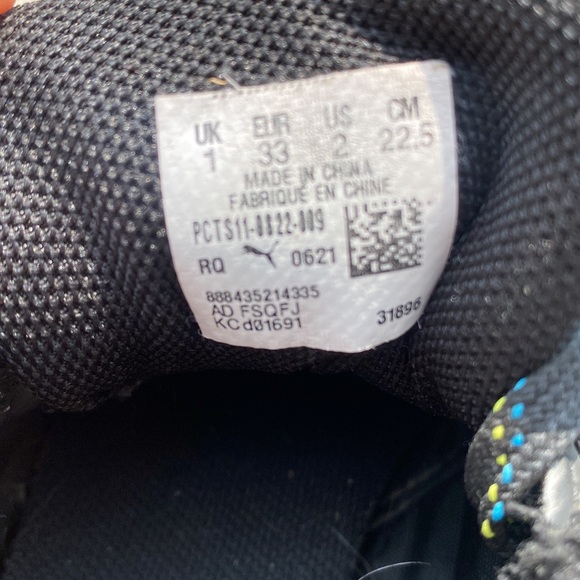 UK EUR US CM
1 33 2 22.5
MADE IN CHINA
FABRIQUE EN CHINE
PCTS11-0822-009
RQ 0621
888435214335
AD FSQFJ
KCd01691 31896